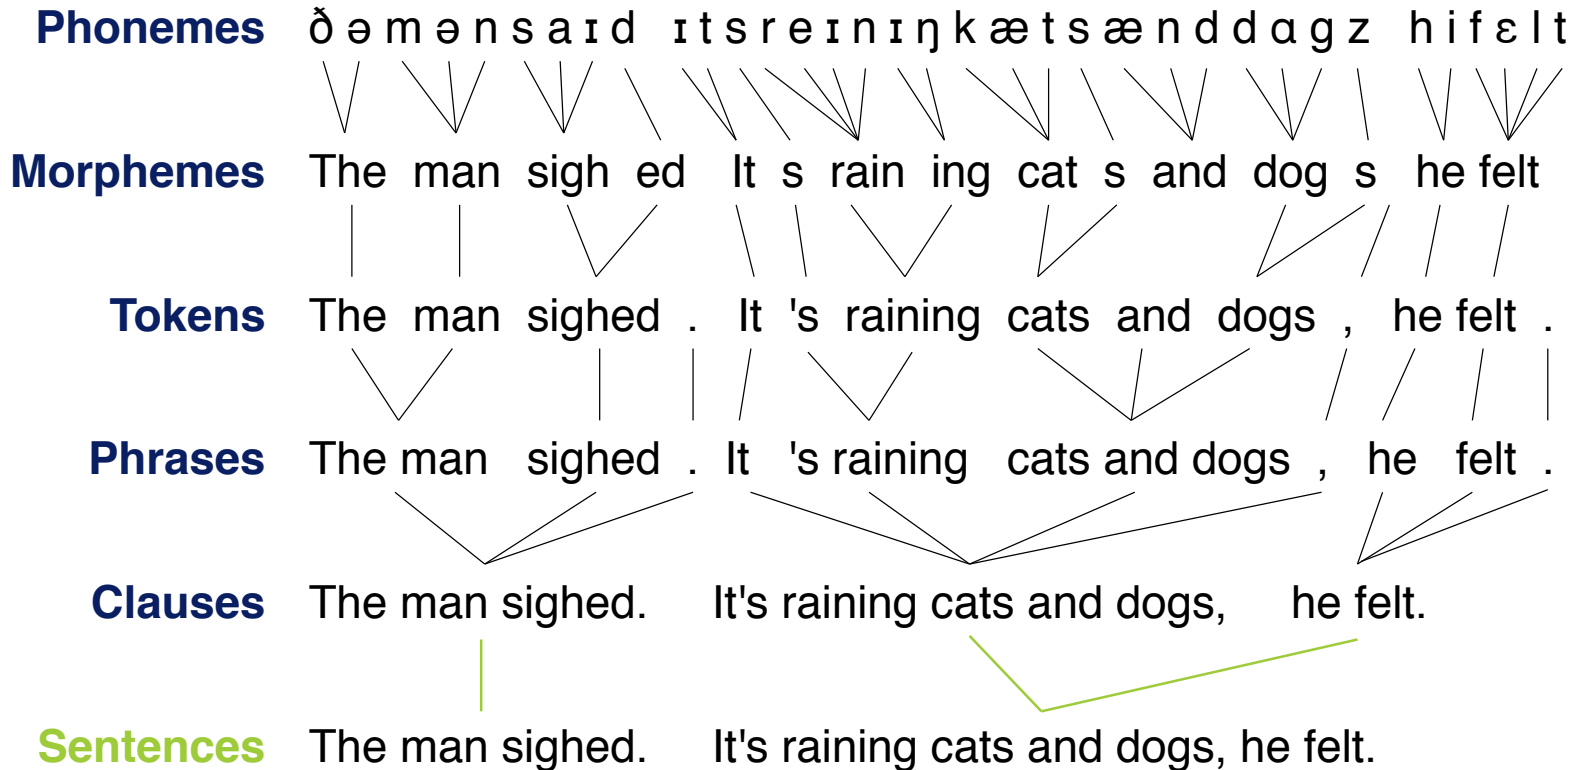 Phonemes ð ə m ə n s a ɪ d ɪ t s r e ɪ n ɪ ŋ k æ t s æ n d d ɑ g z h i f ɛ l t
Morphemes The man sigh ed It s rain ing cat s and dog s he felt
Tokens The man sighed . It 's raining cats and dogs , he felt .
Phrases The man sighed . It 's raining cats and dogs , he felt .
Clauses The man sighed. It's raining cats and dogs, he felt.
Sentences The man sighed. It's raining cats and dogs, he felt.